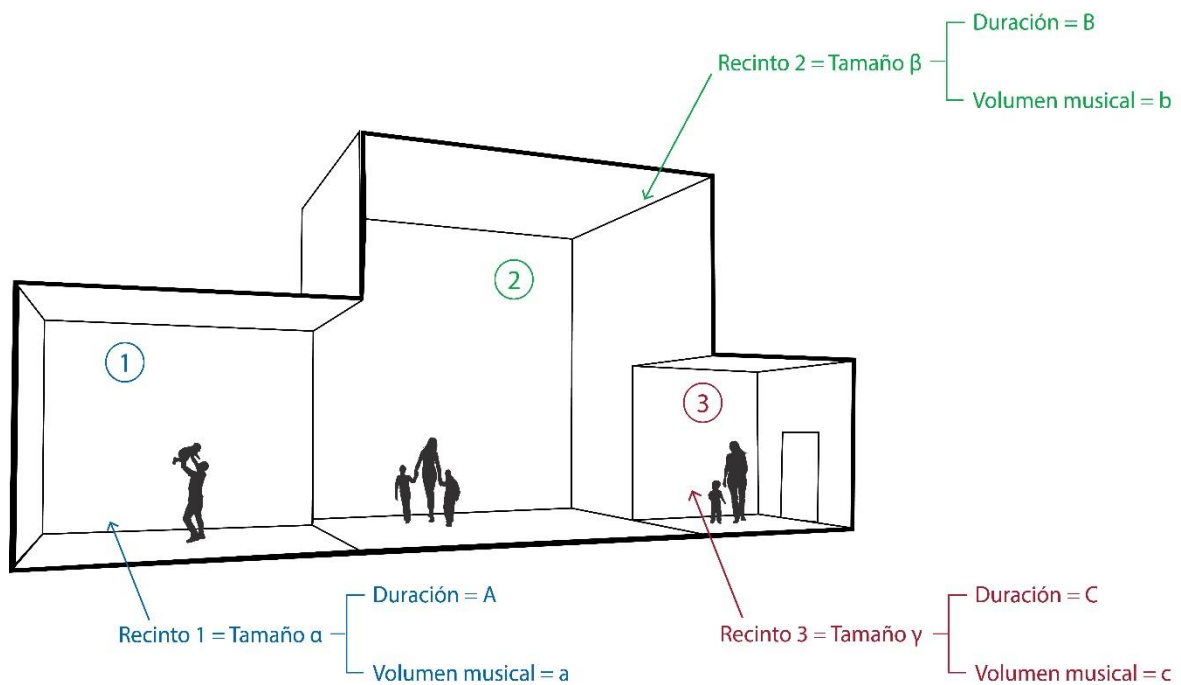 Duración = B
Recinto 2 = Tamaño β
Volumen musical = b
2
1
3
Duración = A
Recinto 1 = Tamaño α
Volumen musical = a
Duración = C
Recinto 3 = Tamaño γ
Volumen musical = c